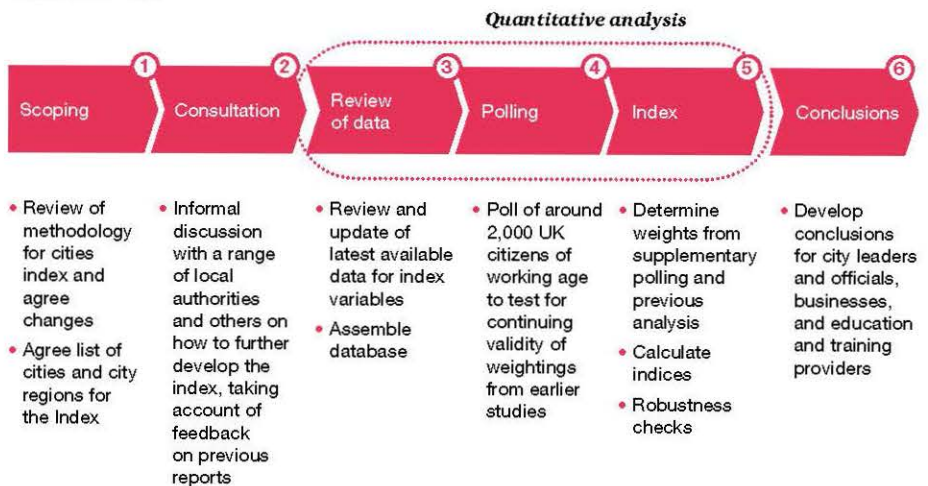 Quantitative analysis
1
2
3
4
5
6
Scoping
Consultation
Review
of data
Polling
Index
Conclusions
• Review of
methodology
for cities
index and
agree
changes
• Agree list of
cities and city
regions for
the Index
• Informal
discussion
with a range
of local
authorities
and others on
how to further
develop the
index, taking
account of
feedback
on previous
reports
• Review and
update of
latest available
data for index
variables
• Assemble
database
• Poll of around
2,000 UK
citizens of
working age
to test for
continuing
validity of
weightings
from earlier
studies
• Determine
weights from
supplementary
polling and
previous
analysis
• Calculate
indices
• Robustness
checks
• Develop
conclusions
for city leaders
and officials,
businesses,
and education
and training
providers